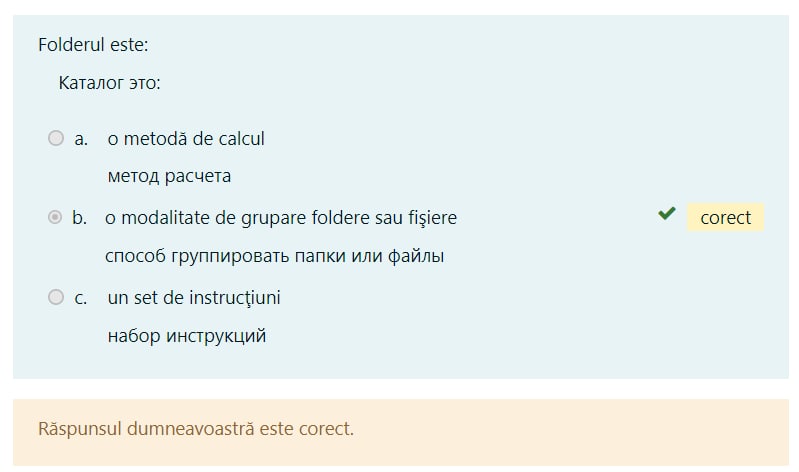 Folderul este:
Каталог это:
a. o metodă de calcul
метод расчета
b. o modalitate de grupare foldere sau fişiere
corect
способ группировать папки или файлы
c. un set de instrucţiuni
набор инструкций
Răspunsul dumneavoastră este corect.